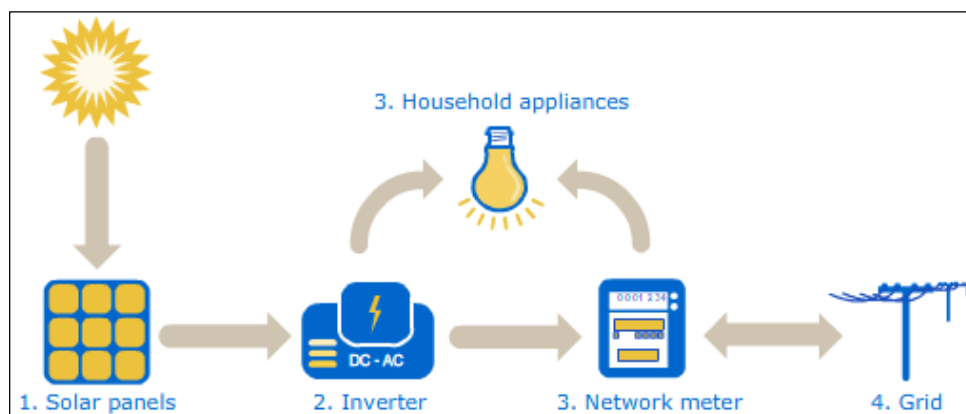 3. Household appliances
0001 234
DC - AC
1. Solar panels
2. Inverter
3. Network meter
4. Grid